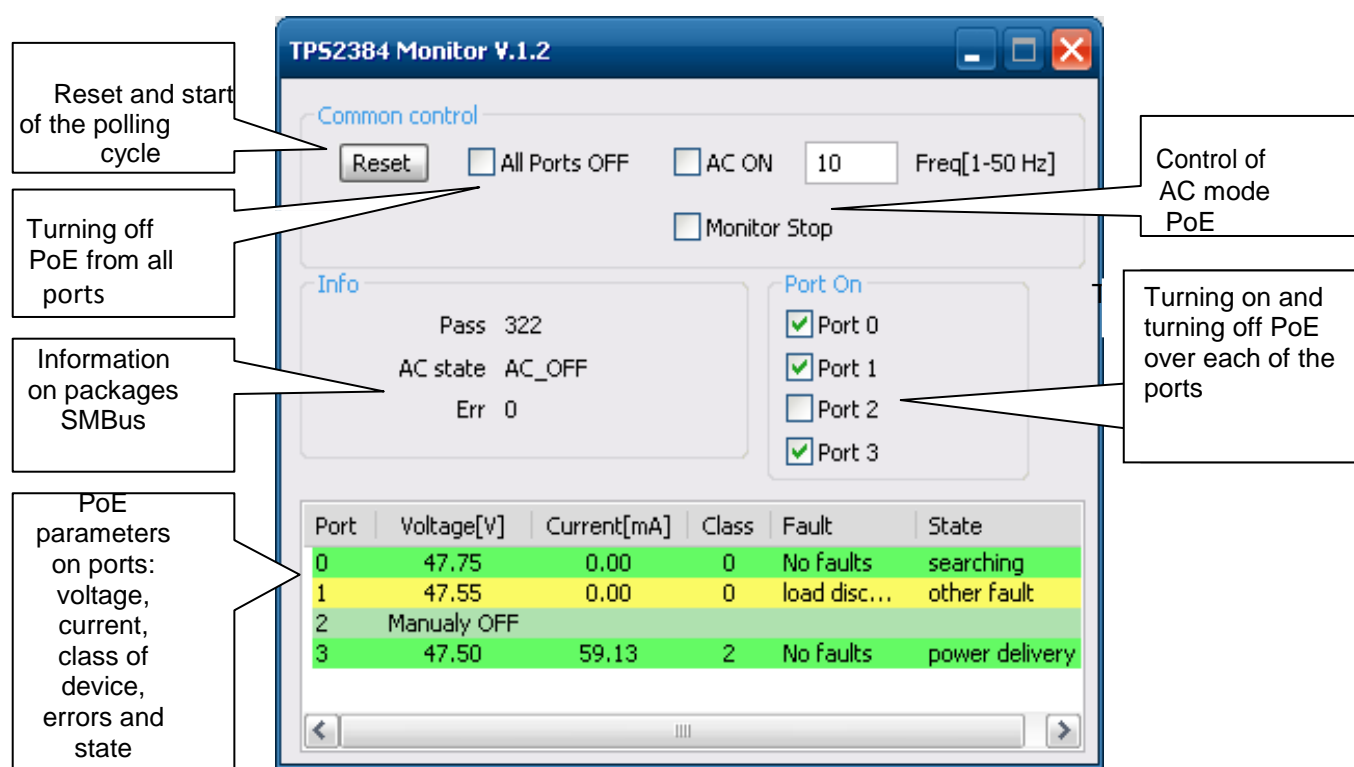 TPS2384 Monitor V.1.2
Reset and start
of the polling
cycle
Common control
Reset
All Ports OFF
AC ON
10
Freq[1-50 Hz]
Monitor Stop
Control of
AC mode
PoE
Turning off
PoE from all
ports
Info
Pass 322
AC state AC_OFF
Err 0
Port On
Port 0
Port 1
Port 2
Port 3
T
Turning on and
turning off PoE
over each of the
ports
Information
on packages
SMBus
PoE
parameters
on ports:
voltage,
current,
class of
device,
errors and
state
Port Voltage[V] Current[mA] Class Fault State
0 47.75 0.00 0 No faults searching
1 47.55 0.00 0 load disc... other fault
2 Manualy OFF
3 47.50 59.13 2 No faults power delivery